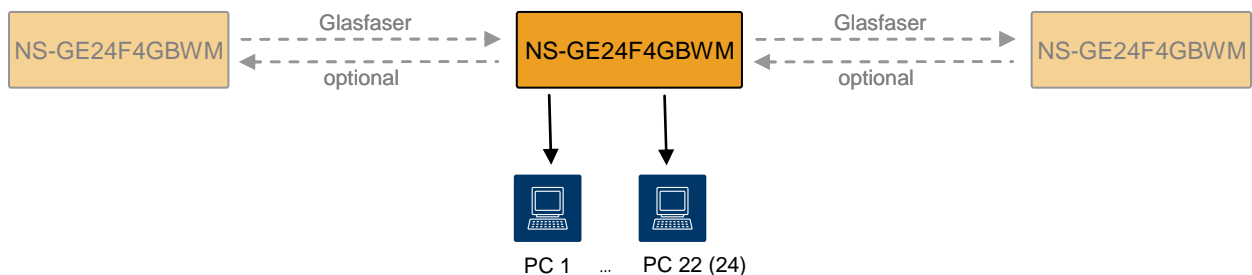 Glasfaser
Glasfaser
NS-GE24F4GBWM
NS-GE24F4GBWM
NS-GE24F4GBWM
optional
optional
PC 1 ... PC 22 (24)